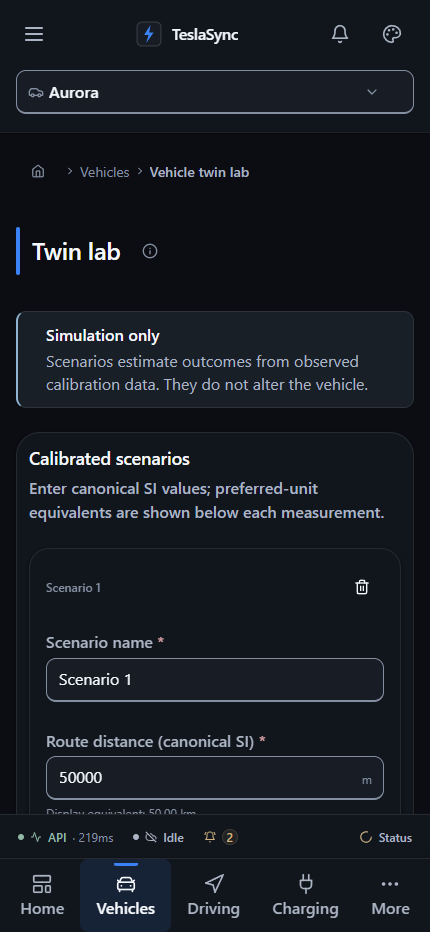 TeslaSync
Aurora
Vehicles
Vehicle twin lab
Twin lab
Simulation only
Scenarios estimate outcomes from observed
calibration data. They do not alter the vehicle.
Calibrated scenarios
Enter canonical SI values; preferred-unit
equivalents are shown below each measurement.
Scenario 1
Scenario name *
Scenario 1
Route distance (canonical SI) *
50000 m
Display equivalent: 50.00 km
API · 219ms Idle 2 Status
Home Vehicles Driving Charging More